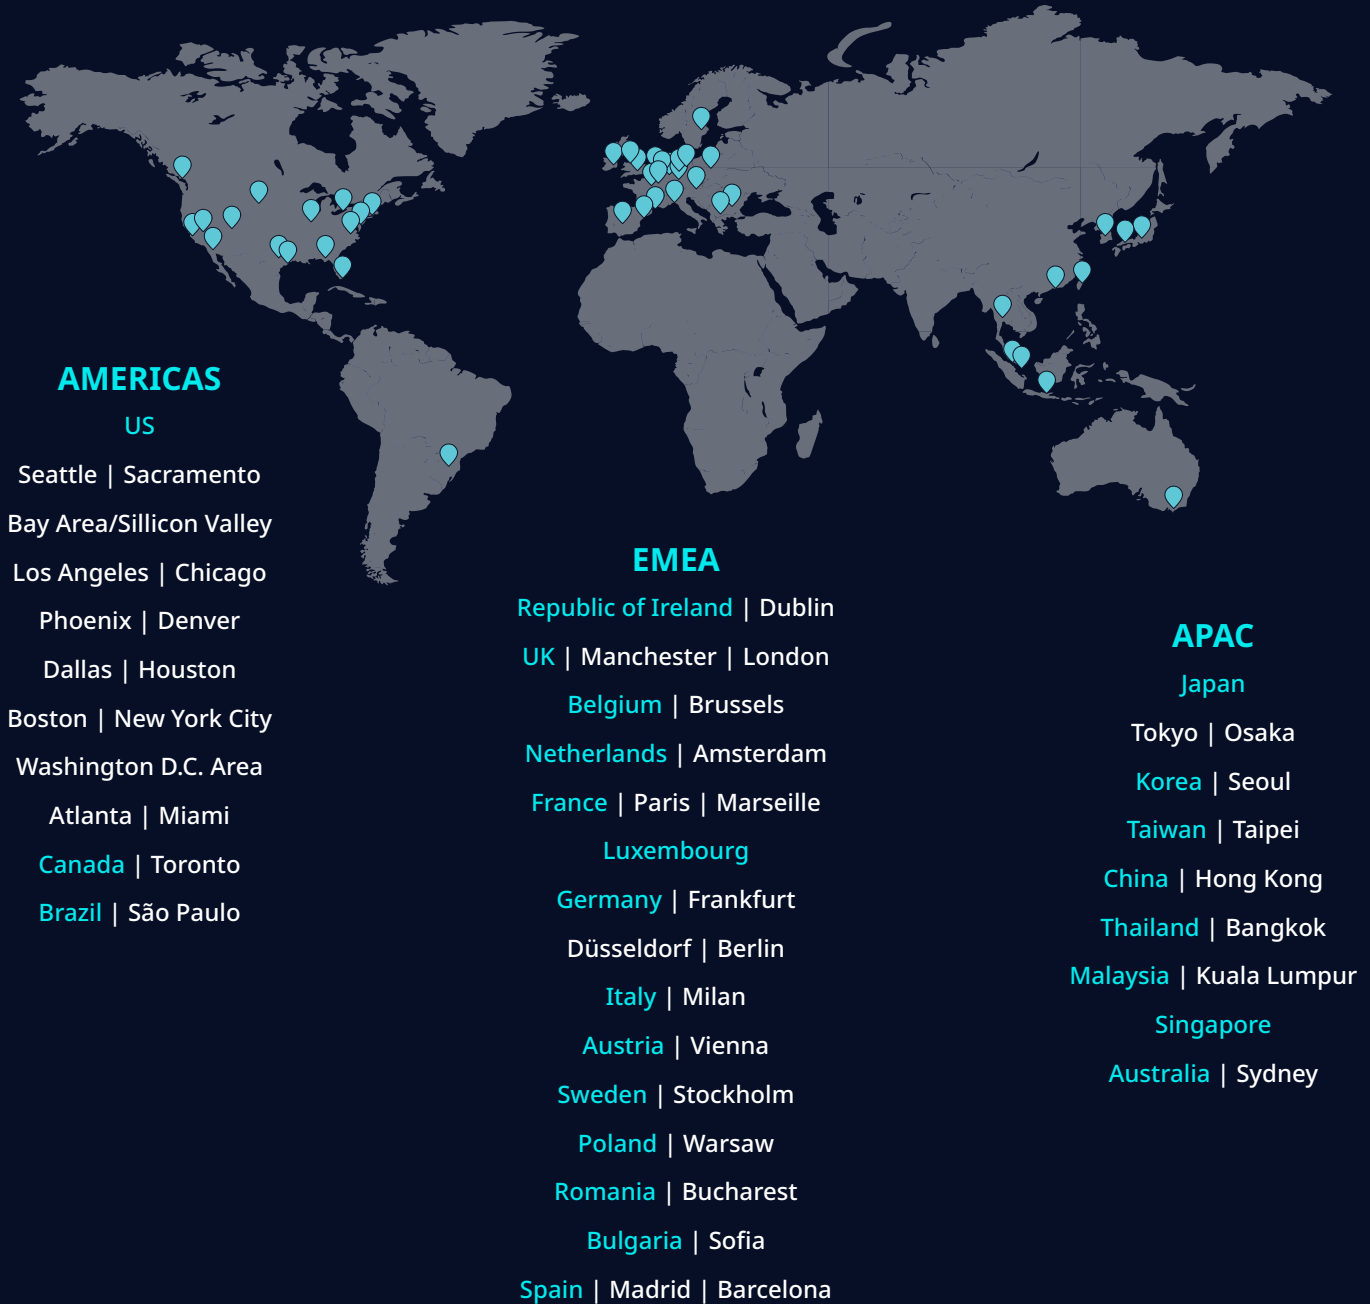 AMERICAS
US
Seattle | Sacramento
Bay Area/Sillicon Valley
Los Angeles | Chicago
Phoenix | Denver
Dallas | Houston
Boston | New York City
Washington D.C. Area
Atlanta | Miami
Canada | Toronto
Brazil | São Paulo
EMEA
Republic of Ireland | Dublin
UK | Manchester | London
Belgium | Brussels
Netherlands | Amsterdam
France | Paris | Marseille
Luxembourg
Germany | Frankfurt
Düsseldorf | Berlin
Italy | Milan
Austria | Vienna
Sweden | Stockholm
Poland | Warsaw
Romania | Bucharest
Bulgaria | Sofia
Spain | Madrid | Barcelona
APAC
Japan
Tokyo | Osaka
Korea | Seoul
Taiwan | Taipei
China | Hong Kong
Thailand | Bangkok
Malaysia | Kuala Lumpur
Singapore
Australia | Sydney